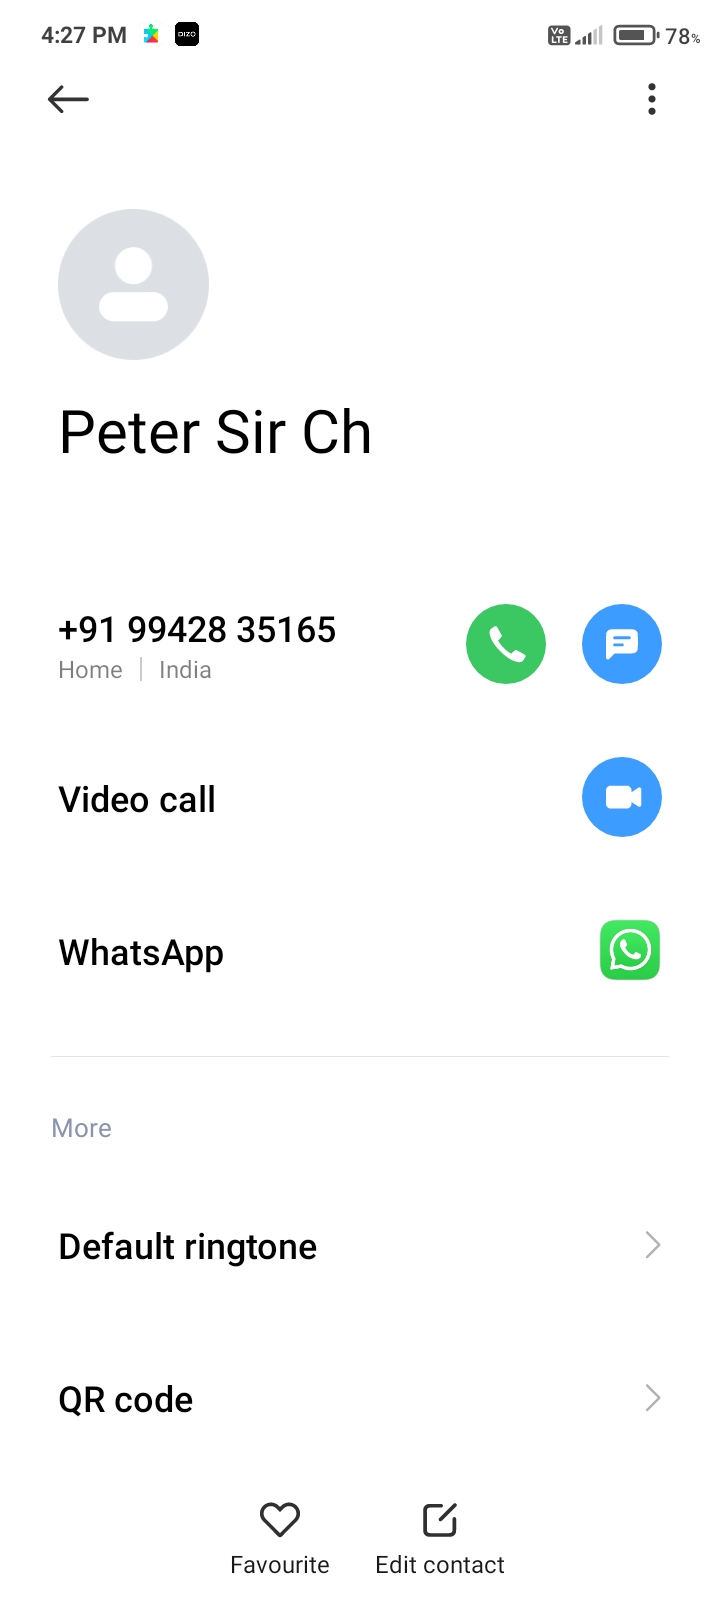 4:27 PM
DIZO
Vo
LTE
78%
Peter Sir Ch
+91 99428 35165
Home | India
Video call
WhatsApp
More
Default ringtone
QR code
Favourite
Edit contact